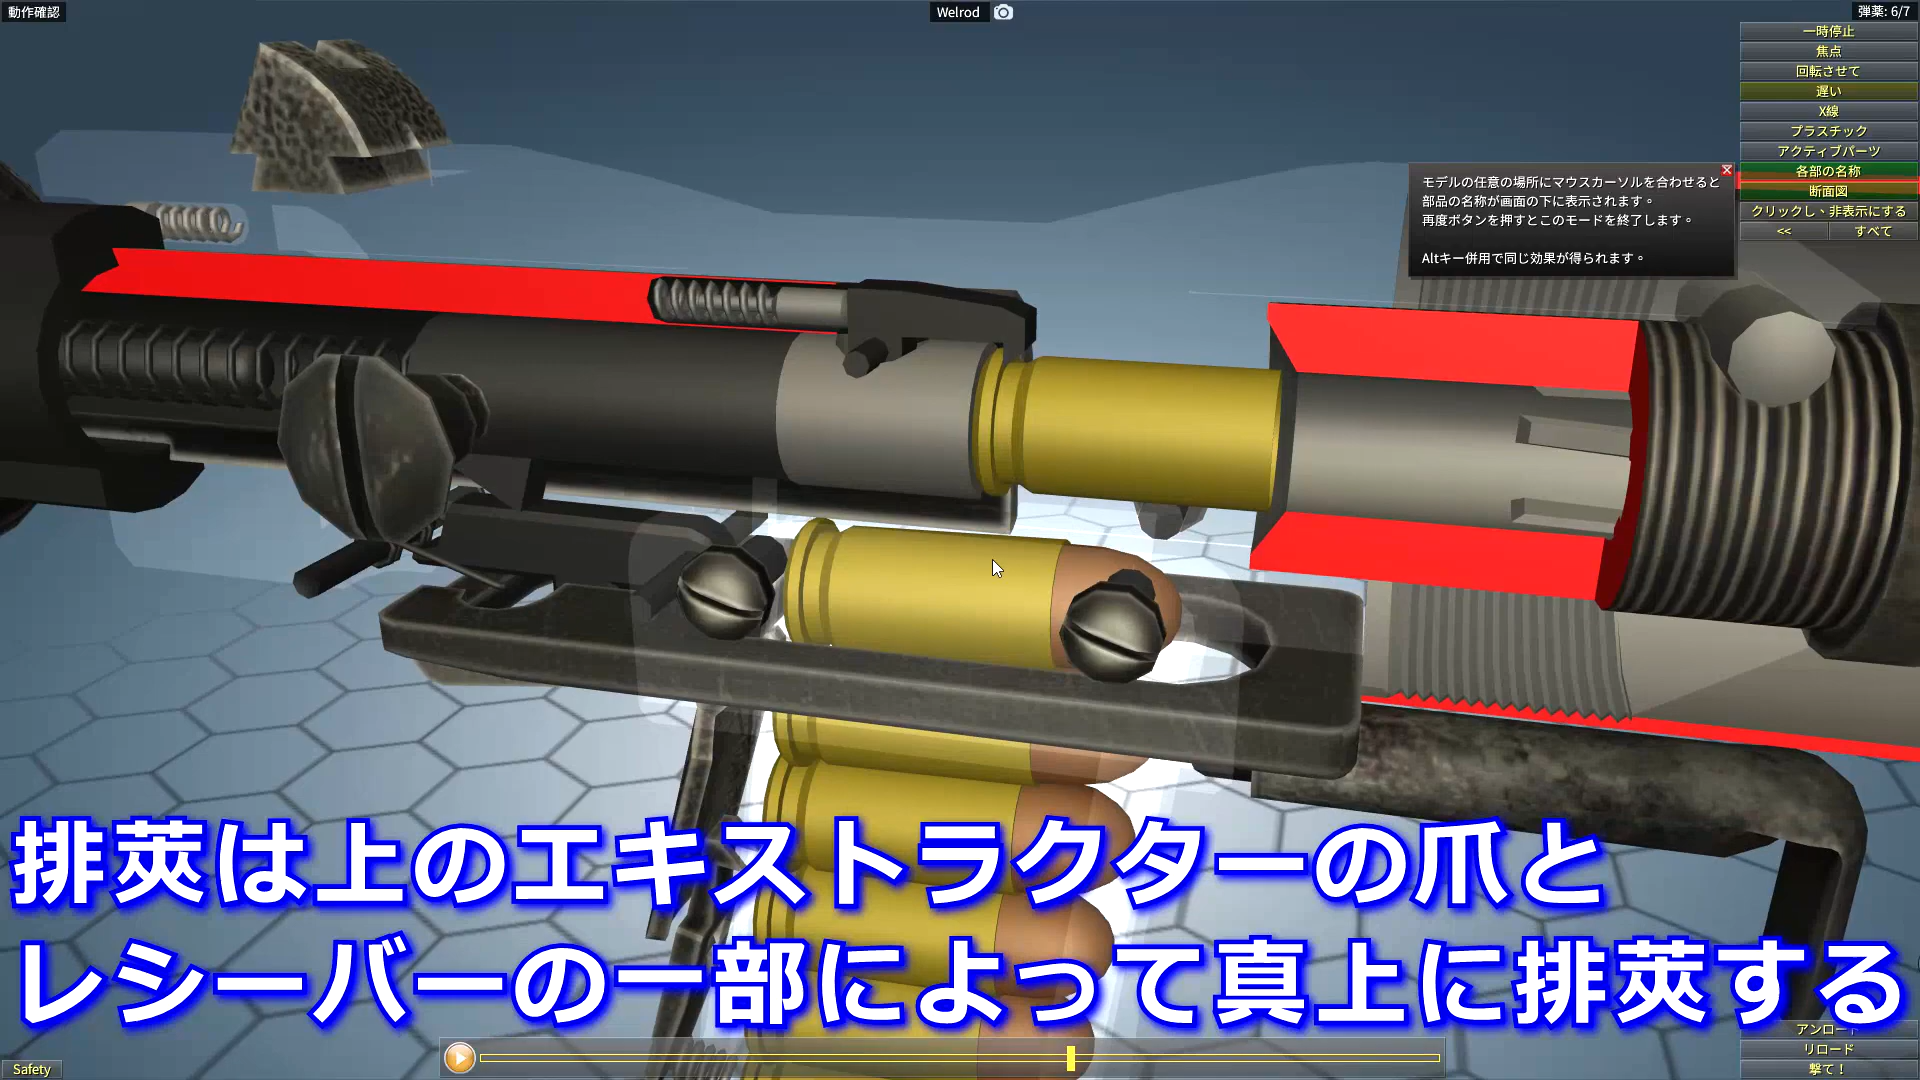 動作確認
Welrod
弾薬: 6/7
一時停止
焦点
回転させて
遅い
X線
プラスチック
アクティブパーツ
各部の名称
断面図
クリックし、非表示にする
<< すべて
モデルの任意の場所にマウスカーソルを合わせると
部品の名称が画面の下に表示されます。
再度ボタンを押すとこのモードを終了します。
Altキー併用で同じ効果が得られます。
排莢は上のエキストラクターの爪と
レシーバーの一部によって真上に排莢する
アンロード
リロード
撃て！
Safety